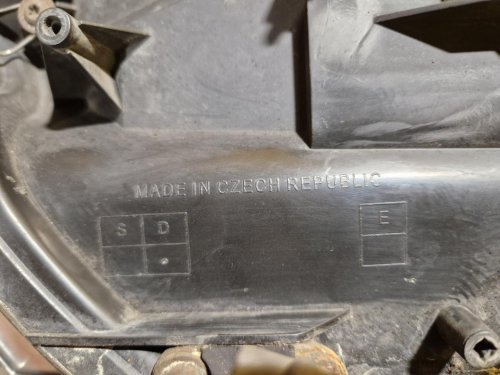 MADE IN CZECH REPUBLIC
S D E